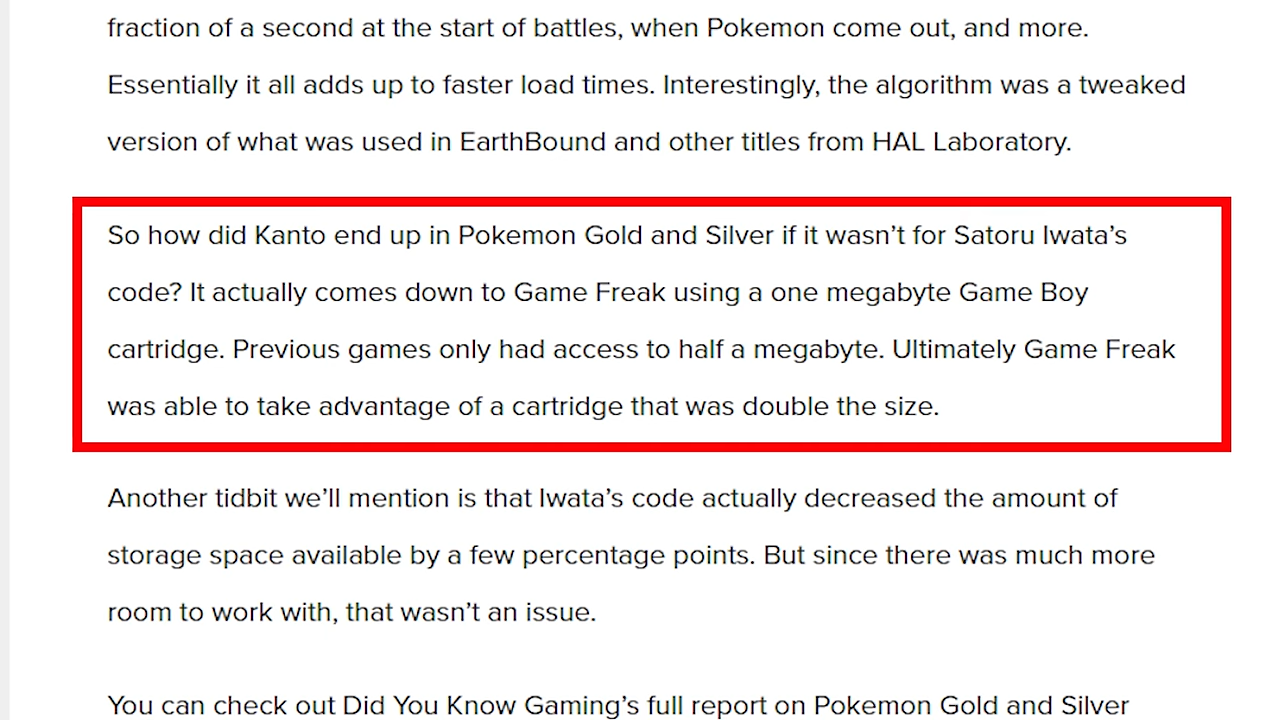 fraction of a second at the start of battles, when Pokemon come out, and more.
Essentially it all adds up to faster load times. Interestingly, the algorithm was a tweaked
version of what was used in EarthBound and other titles from HAL Laboratory.
So how did Kanto end up in Pokemon Gold and Silver if it wasn’t for Satoru Iwata’s
code? It actually comes down to Game Freak using a one megabyte Game Boy
cartridge. Previous games only had access to half a megabyte. Ultimately Game Freak
was able to take advantage of a cartridge that was double the size.
Another tidbit we’ll mention is that Iwata’s code actually decreased the amount of
storage space available by a few percentage points. But since there was much more
room to work with, that wasn’t an issue.
You can check out Did You Know Gaming’s full report on Pokemon Gold and Silver